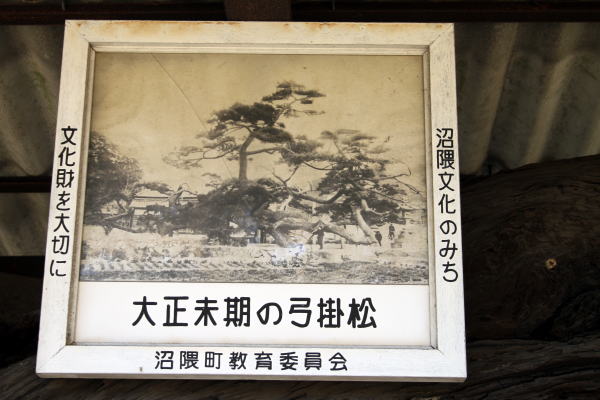 文化財を大切に
沼隈文化のみち
大正末期の弓掛松
沼隈町教育委員会